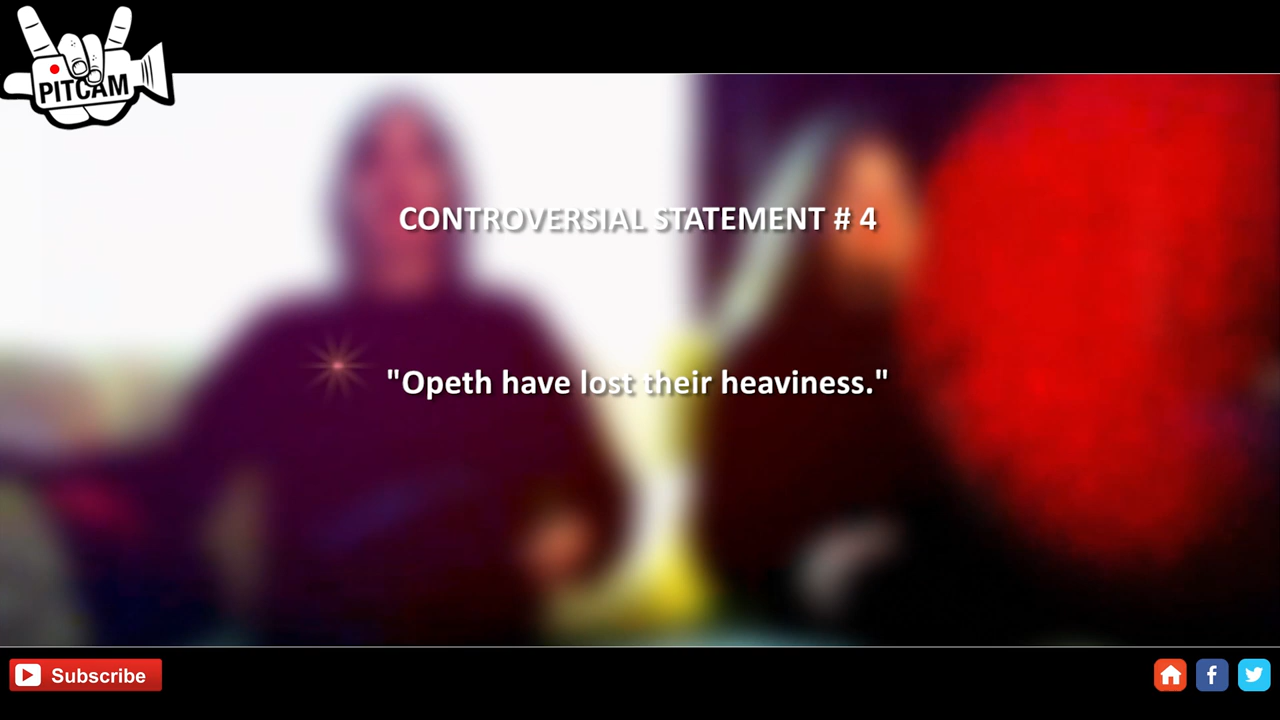 PITCAM
CONTROVERSIAL STATEMENT # 4
"Opeth have lost their heaviness."
Subscribe